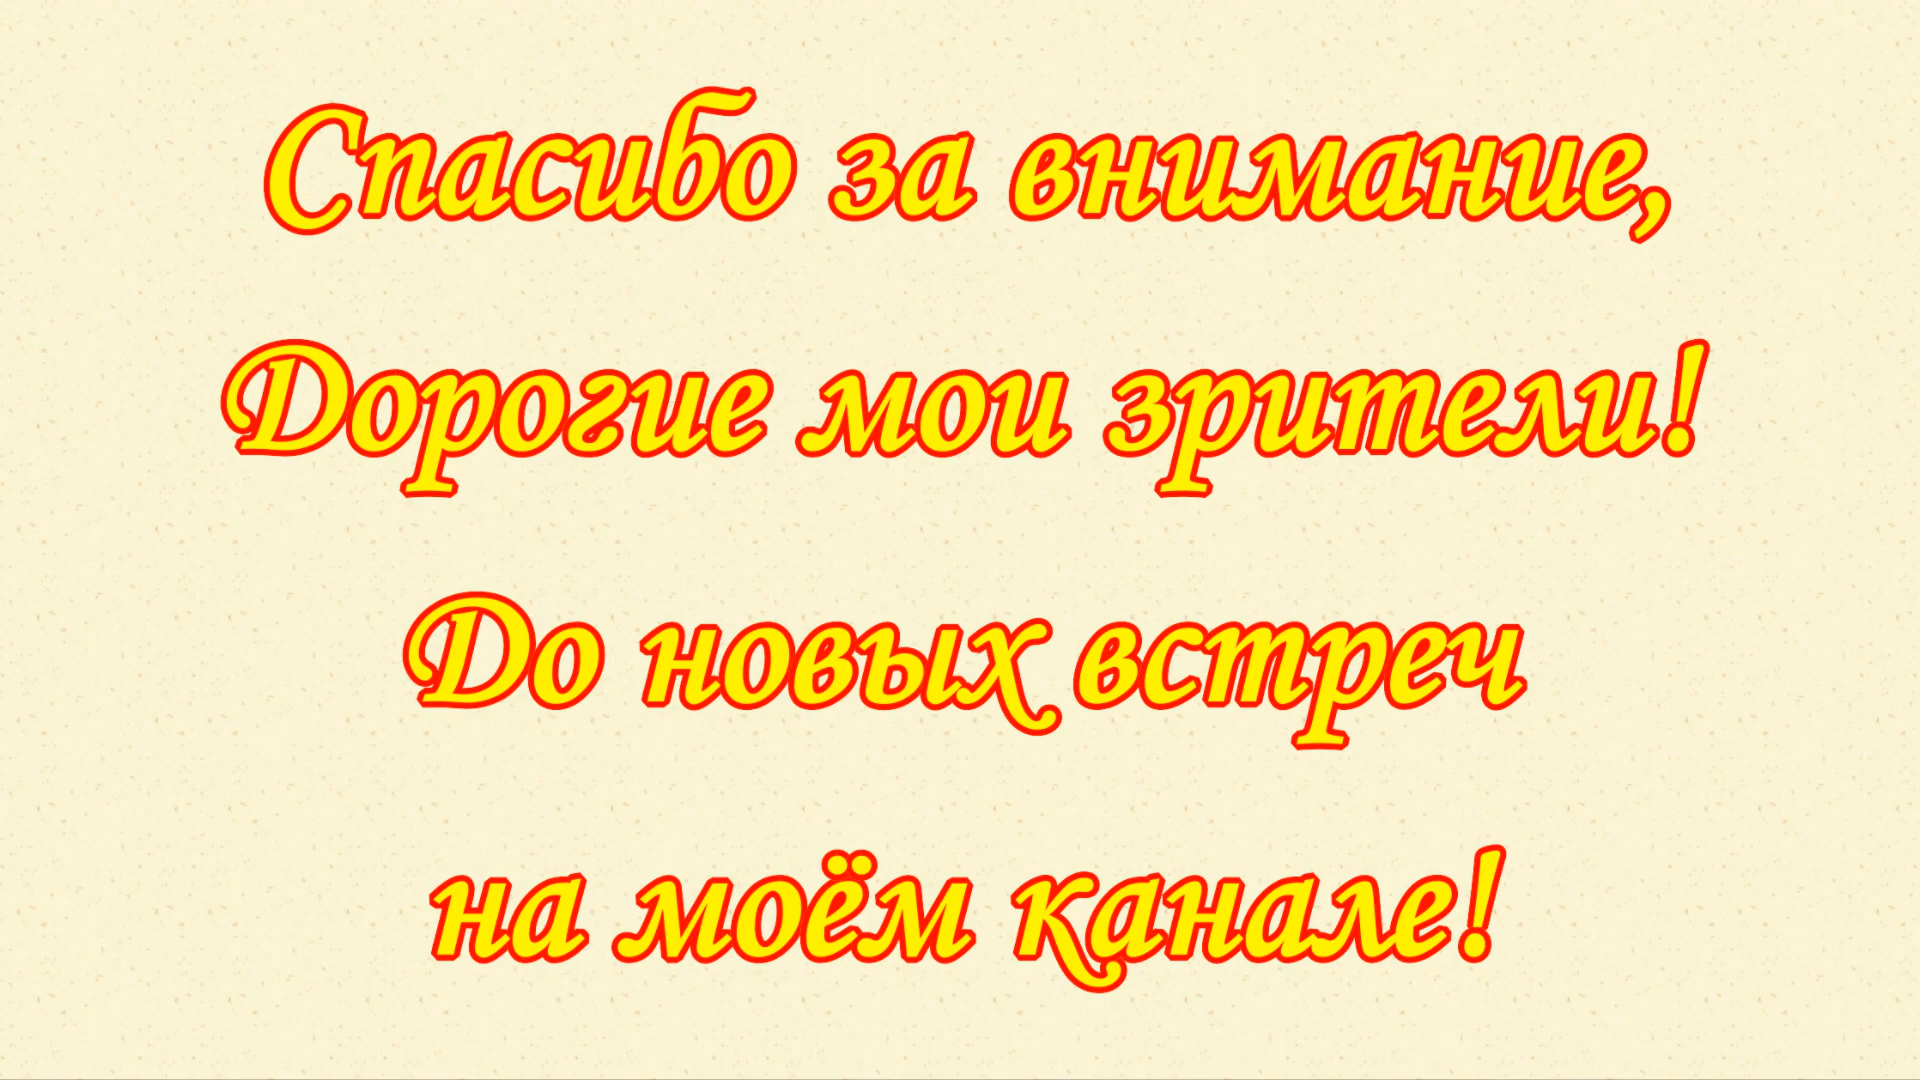 Спасибо за внимание,
Дорогие мои зрители!
До новых встреч
на моём канале!